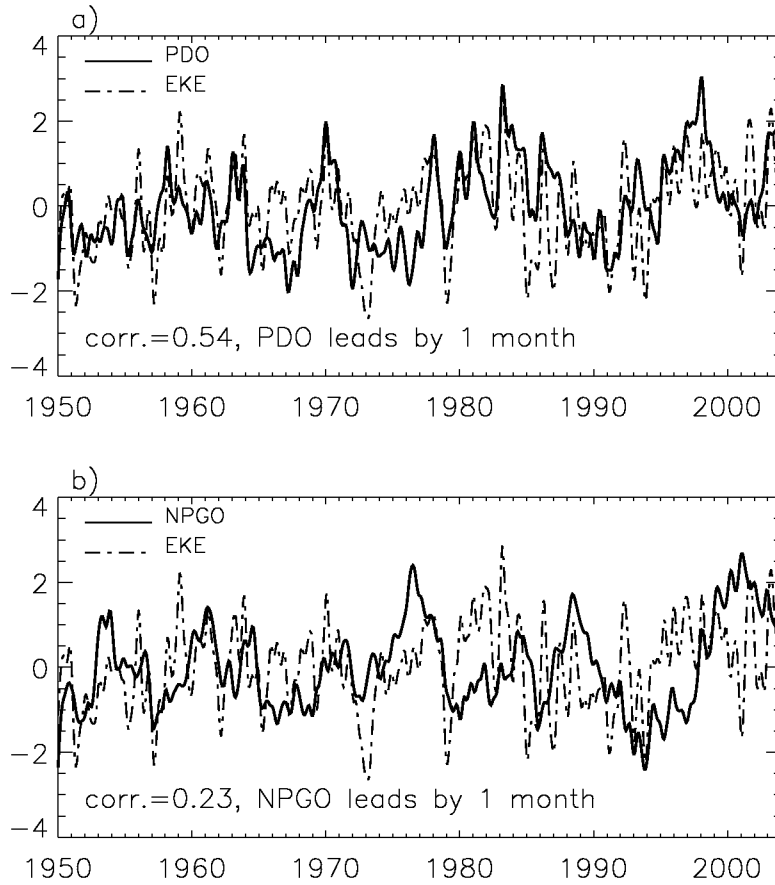 a)
4
PDO
EKE
2
0
−2
corr.=0.54, PDO leads by 1 month
−4
1950 1960 1970 1980 1990 2000
b)
4
NPGO
EKE
2
0
−2
corr.=0.23, NPGO leads by 1 month
−4
1950 1960 1970 1980 1990 2000